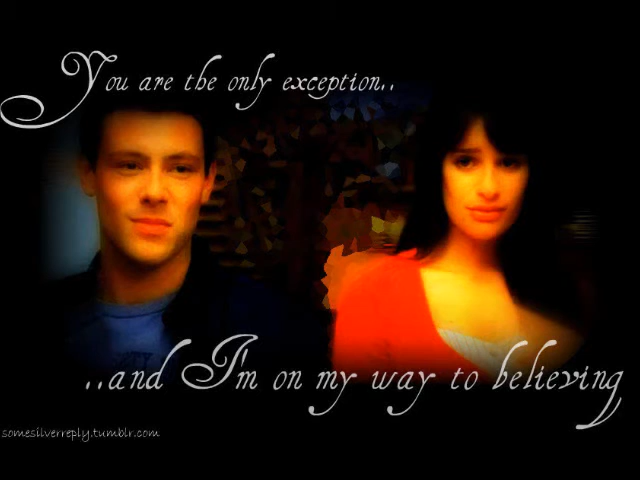 You are the only exception..
..and I'm on my way to believing
somesilverreply.tumblr.com